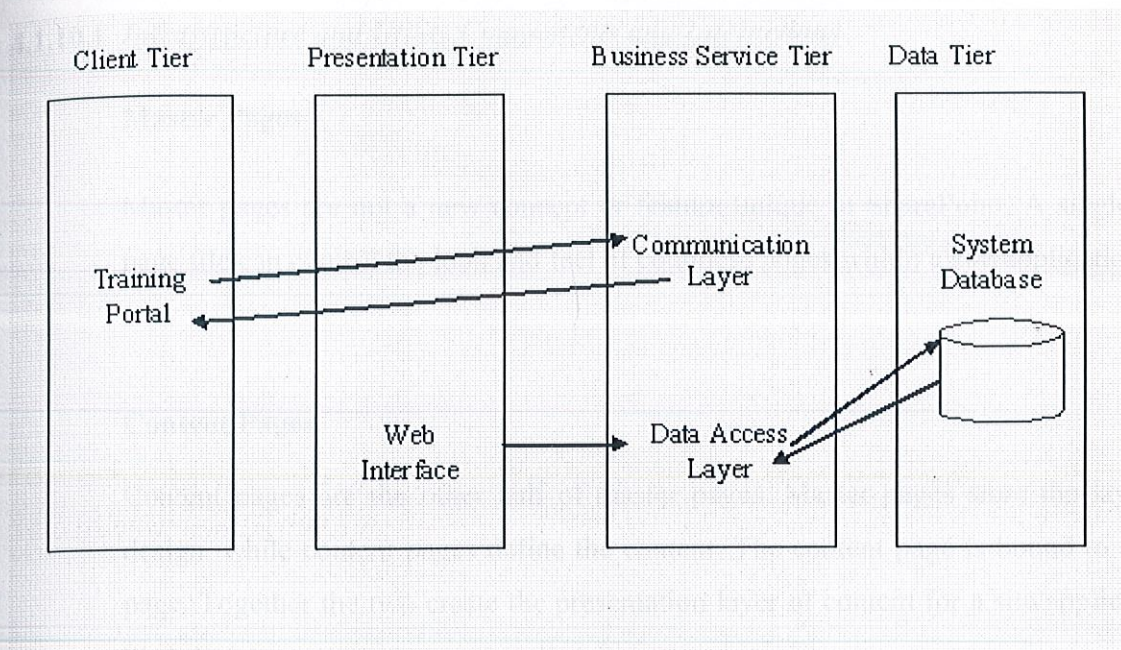 Client Tier
Presentation Tier
Business Service Tier
Data Tier
Training
Portal
Communication
Layer
System
Database
Web
Interface
Data Access
Layer